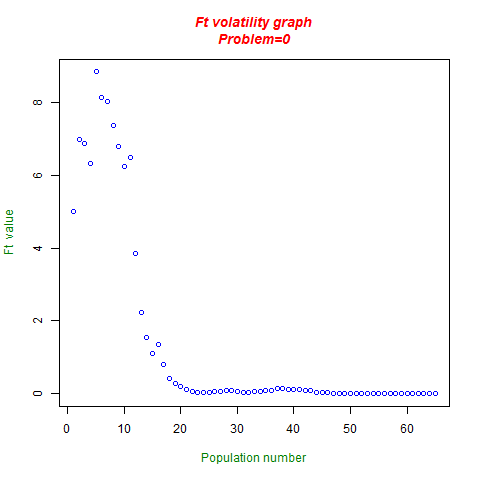 Ft volatility graph
Problem=0
8
6
4
2
0
Ft value
0 10 20 30 40 50 60
Population number